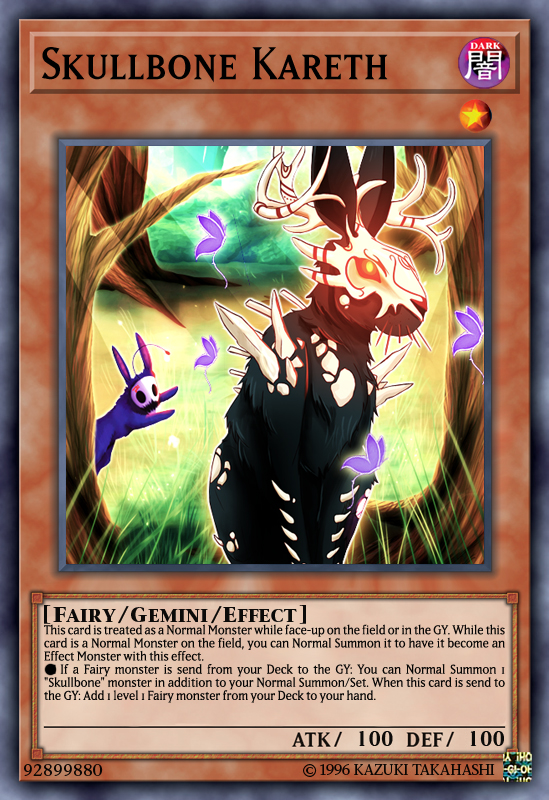 Skullbone Kareth
DARK
闇
[Fairy/Gemini/Effect]
This card is treated as a Normal Monster while face-up on the field or in the GY. While this
card is a Normal Monster on the field, you can Normal Summon it to have it become an
Effect Monster with this effect.
● If a Fairy monster is send from your Deck to the GY: You can Normal Summon 1
"Skullbone" monster in addition to your Normal Summon/Set. When this card is send to
the GY: Add 1 level 1 Fairy monster from your Deck to your hand.
ATK/ 100 DEF/ 100
92899880 © 1996 KAZUKI TAKAHASHI